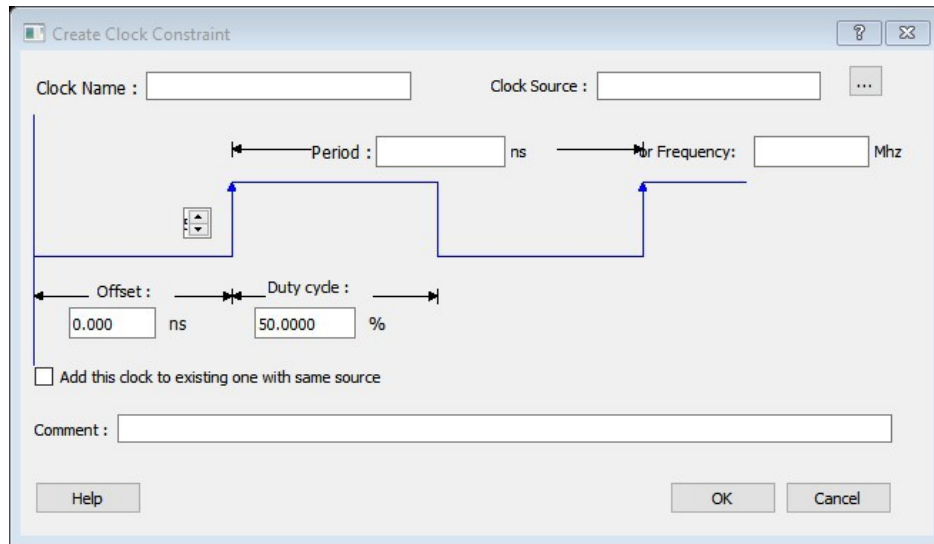 Create Clock Constraint
Clock Name :
Clock Source :
...
Period :
ns
or Frequency:
Mhz
Offset :
Duty cycle :
0.000
ns
50.0000
%
Add this clock to existing one with same source
Comment :
Help
OK
Cancel